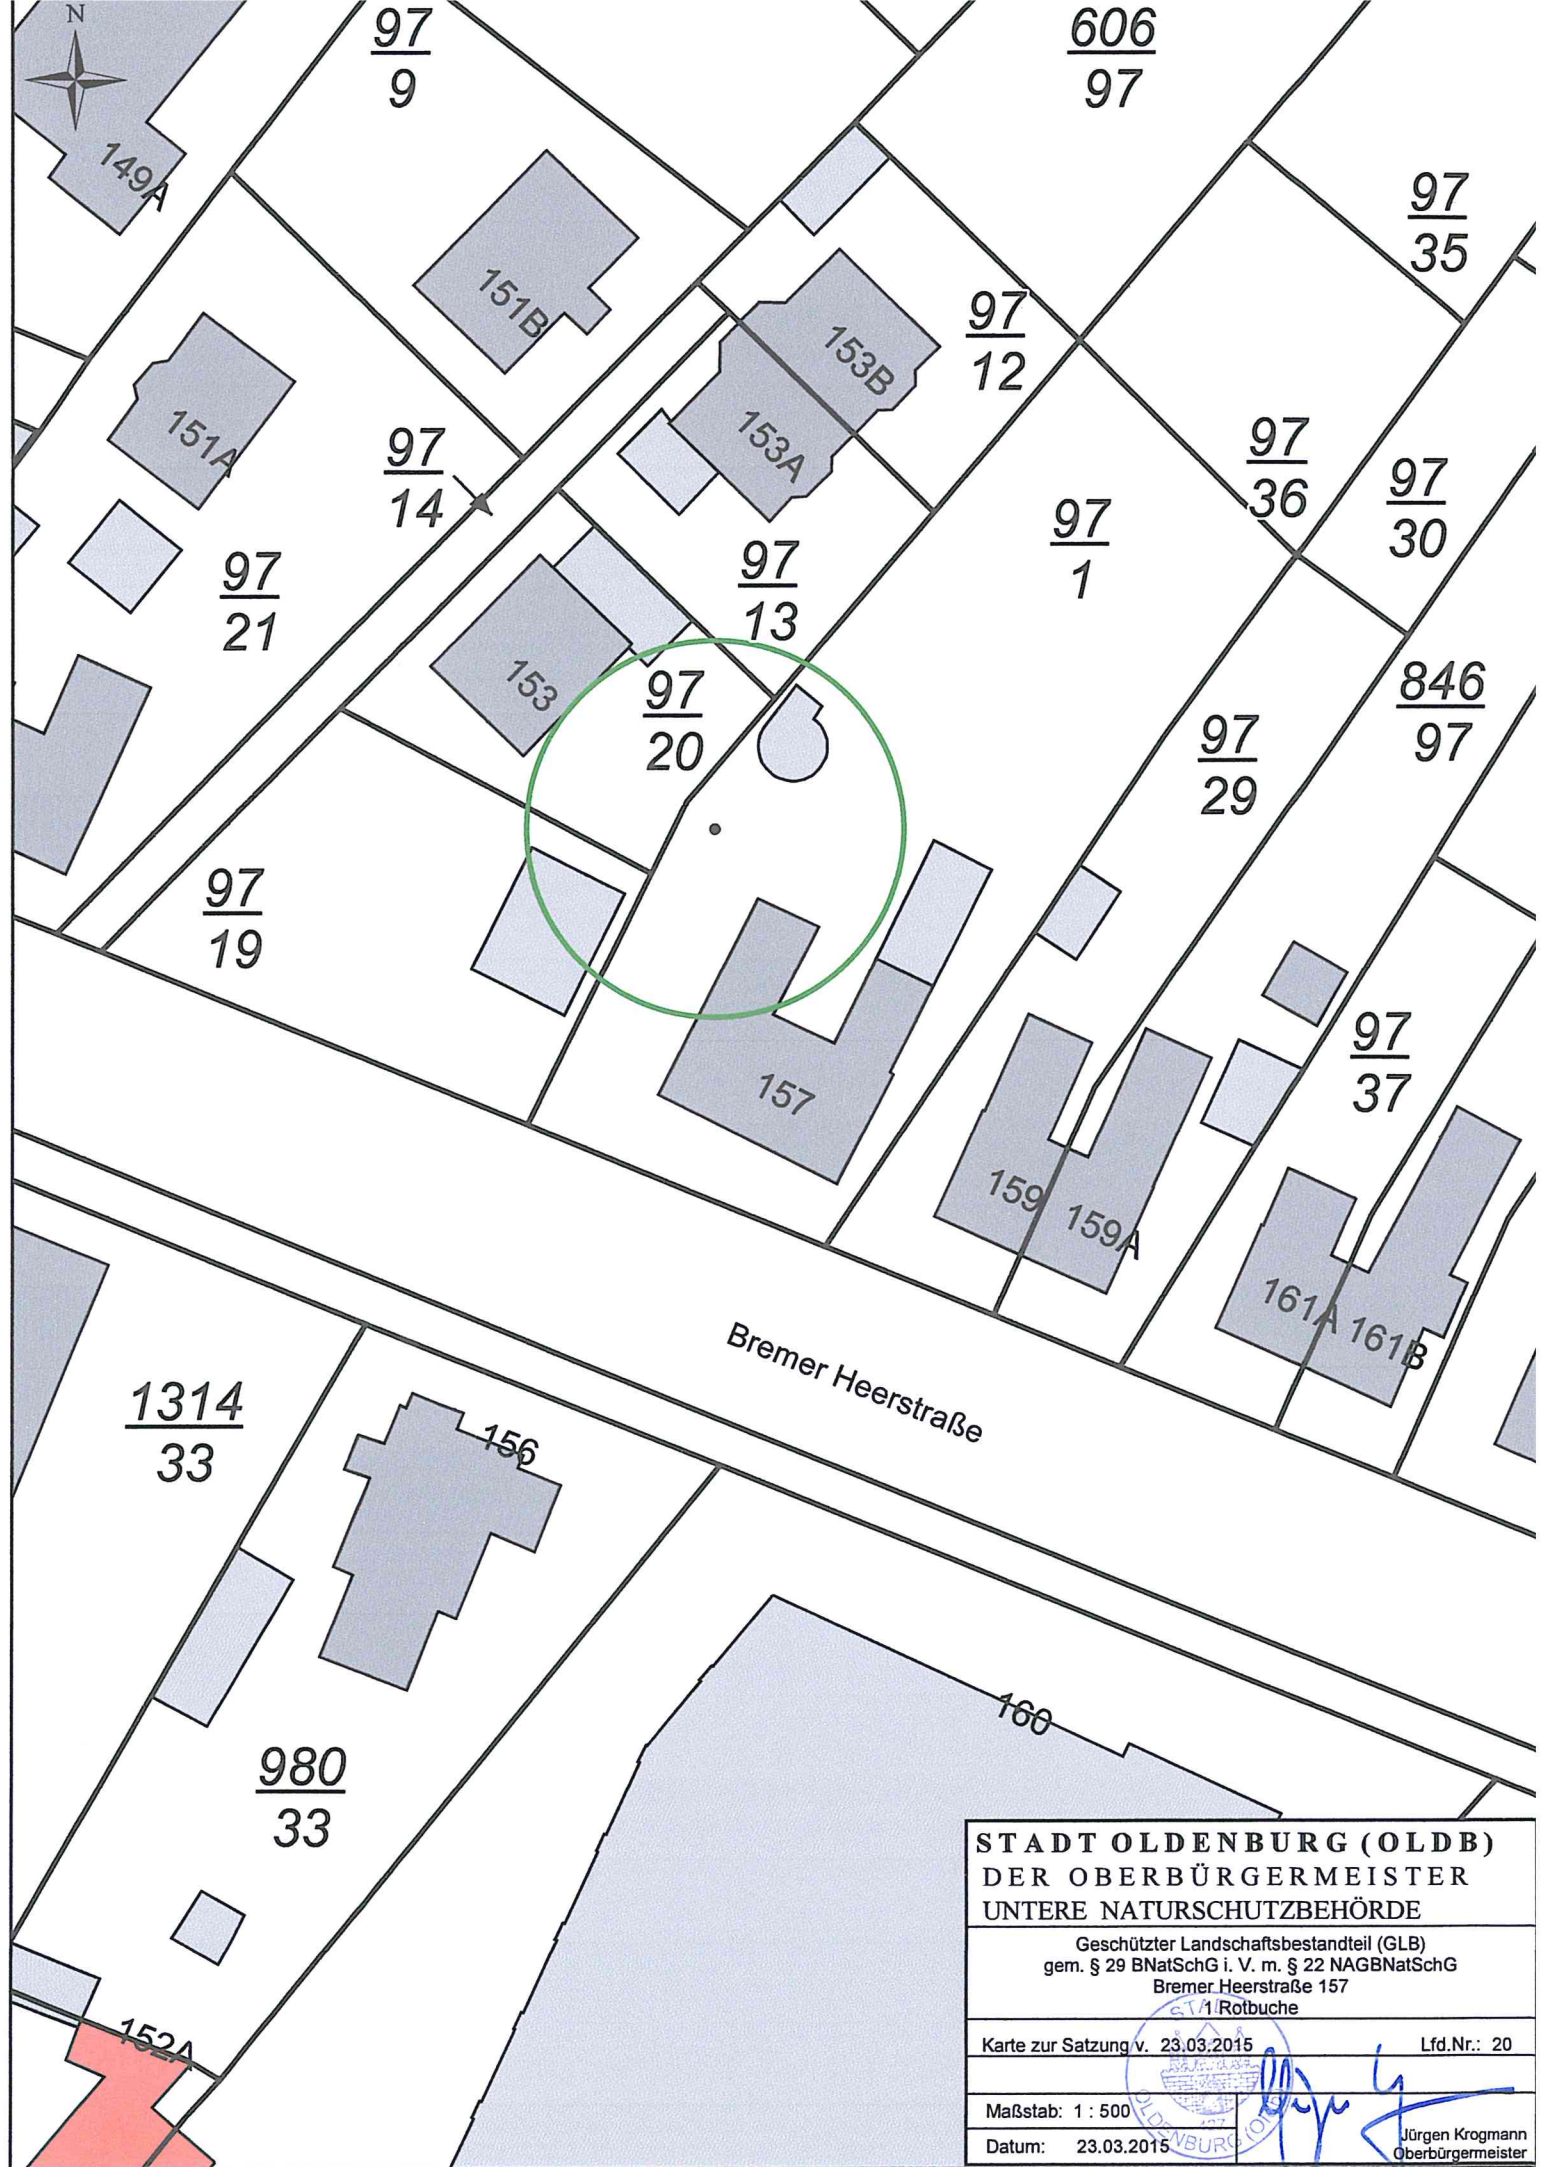 N
97
9
606
97
149A
97
35
151B
97
12
153B
151A
153A
97
14
97
36
97
30
97
1
97
21
97
13
153
97
20
846
97
97
29
97
19
97
37
157
159
159A
161A
161B
Bremer Heerstraße
1314
33
156
160
980
33
152A
STADT OLDENBURG (OLDB)
DER OBERBÜRGERMEISTER
UNTERE NATURSCHUTZBEHÖRDE
Geschützter Landschaftsbestandteil (GLB)
gem. § 29 BNatSchG i. V. m. § 22 NAGBNatSchG
Bremer Heerstraße 157
1 Rotbuche
Karte zur Satzung v. 23.03.2015
Lfd.Nr.: 20
Maßstab: 1 : 500
Datum: 23.03.2015
Jürgen Krogmann
Oberbürgermeister